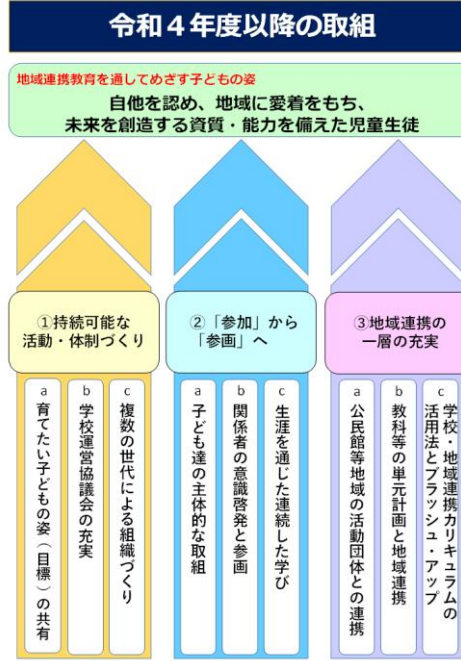 令和４年度以降の取組
地域連携教育を通してめざす子どもの姿
自他を認め、地域に愛着をもち、
未来を創造する資質・能力を備えた児童生徒
①持続可能な
活動・体制づくり
a 育てたい子どもの姿（目標）の共有
b 学校運営協議会の充実
c 複数の世代による組織づくり
②「参加」から
「参画」へ
a 子ども達の主体的な取組
b 関係者の意識啓発と参画
c 生涯を通じた連続した学び
③地域連携の
一層の充実
a 公民館等地域の活動団体との連携
b 教科等の単元計画と地域連携
c 学校・地域連携カリキュラムの
活用法とブラッシュ・アップ